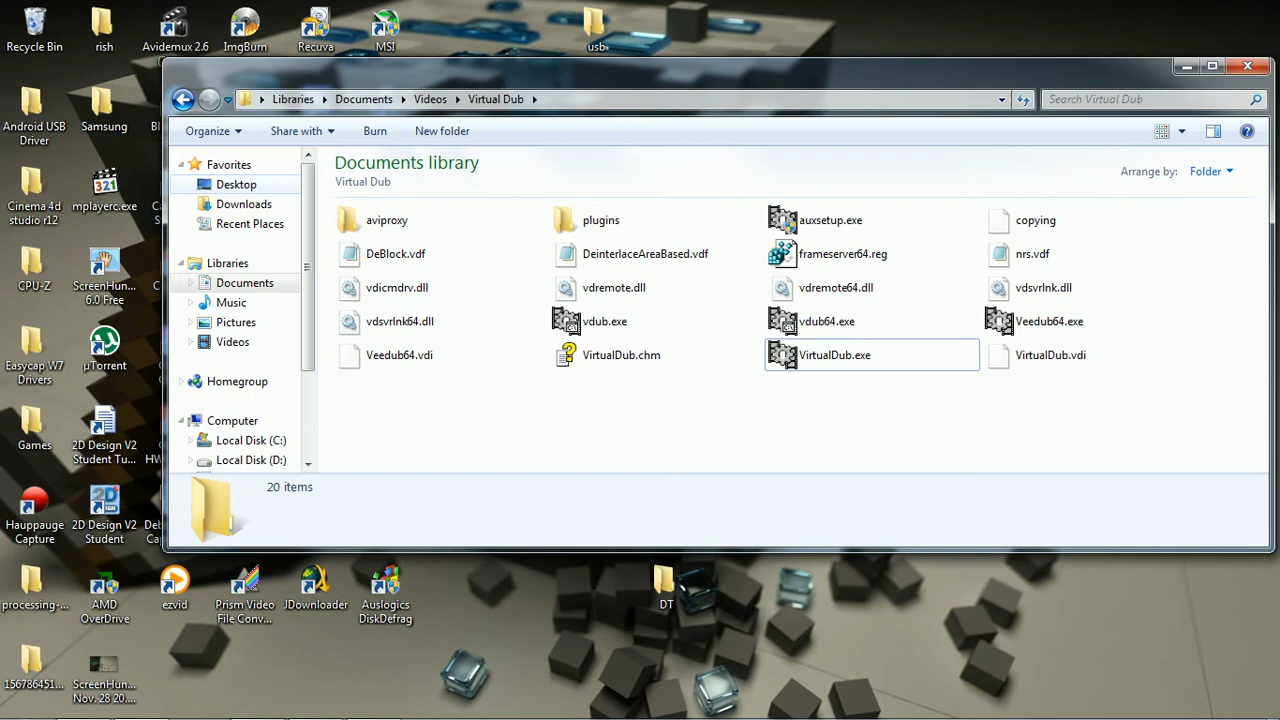 Recycle Bin
rish
Avidemux 2.6
ImgBurn
Recuva
MSI
usb
Libraries
Documents
Videos
Virtual Dub
Search Virtual Dub
Organize
Share with
Burn
New folder
Favorites
Desktop
Downloads
Recent Places
Libraries
Documents
Music
Pictures
Videos
Homegroup
Computer
Local Disk (C:)
Local Disk (D:)
Documents library
Virtual Dub
Arrange by: Folder
aviproxy
plugins
auxsetup.exe
copying
DeBlock.vdf
DeinterlaceAreaBased.vdf
frameserver64.reg
nrs.vdf
vdicmdrv.dll
vdremote.dll
vdremote64.dll
vdsvrlnk.dll
vdsvrlnk64.dll
vdub.exe
vdub64.exe
Veedub64.exe
Veedub64.vdi
VirtualDub.chm
VirtualDub.exe
VirtualDub.vdi
20 items
Android USB
Driver
Samsung
Cinema 4d
studio r12
321
mplayerc.exe
CPU-Z
ScreenHun...
6.0 Free
Easycap W7
Drivers
µTorrent
Games
2D Design V2
Student Tu...
Hauppauge
Capture
2D Design V2
Student
processing-...
AMD
OverDrive
ezvid
Prism Video
File Conv...
JDownloader
Auslogics
DiskDefrag
DT
156786451...
ScreenHun...
Nov. 28 20...